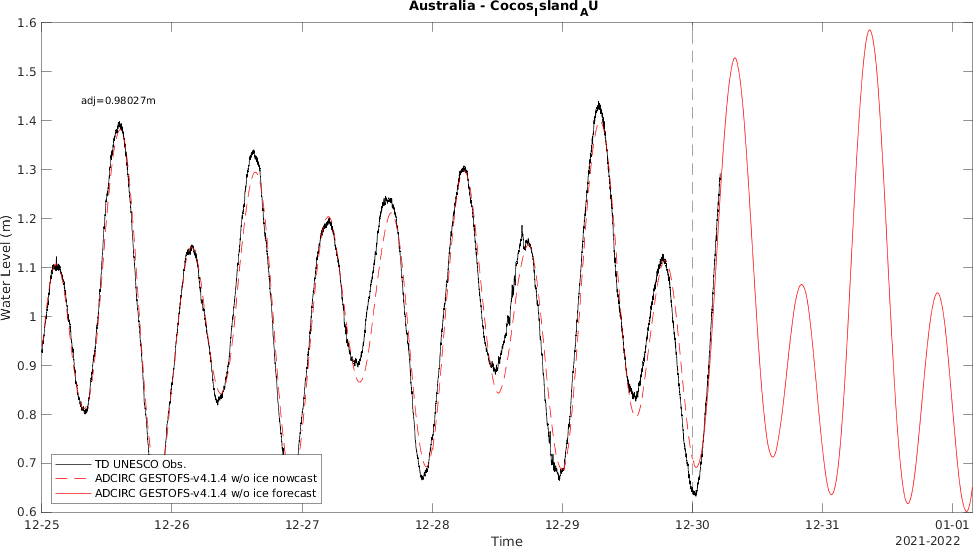 Australia - CocosIslandAU
1.6
1.5
adj=0.98027m
1.4
1.3
1.2
1.1
Water Level (m)
1
0.9
0.8
0.7
0.6
TD UNESCO Obs.
ADCIRC GESTOFS-v4.1.4 w/o ice nowcast
ADCIRC GESTOFS-v4.1.4 w/o ice forecast
12-25 12-26 12-27 12-28 12-29 12-30 12-31 01-01
Time
2021-2022